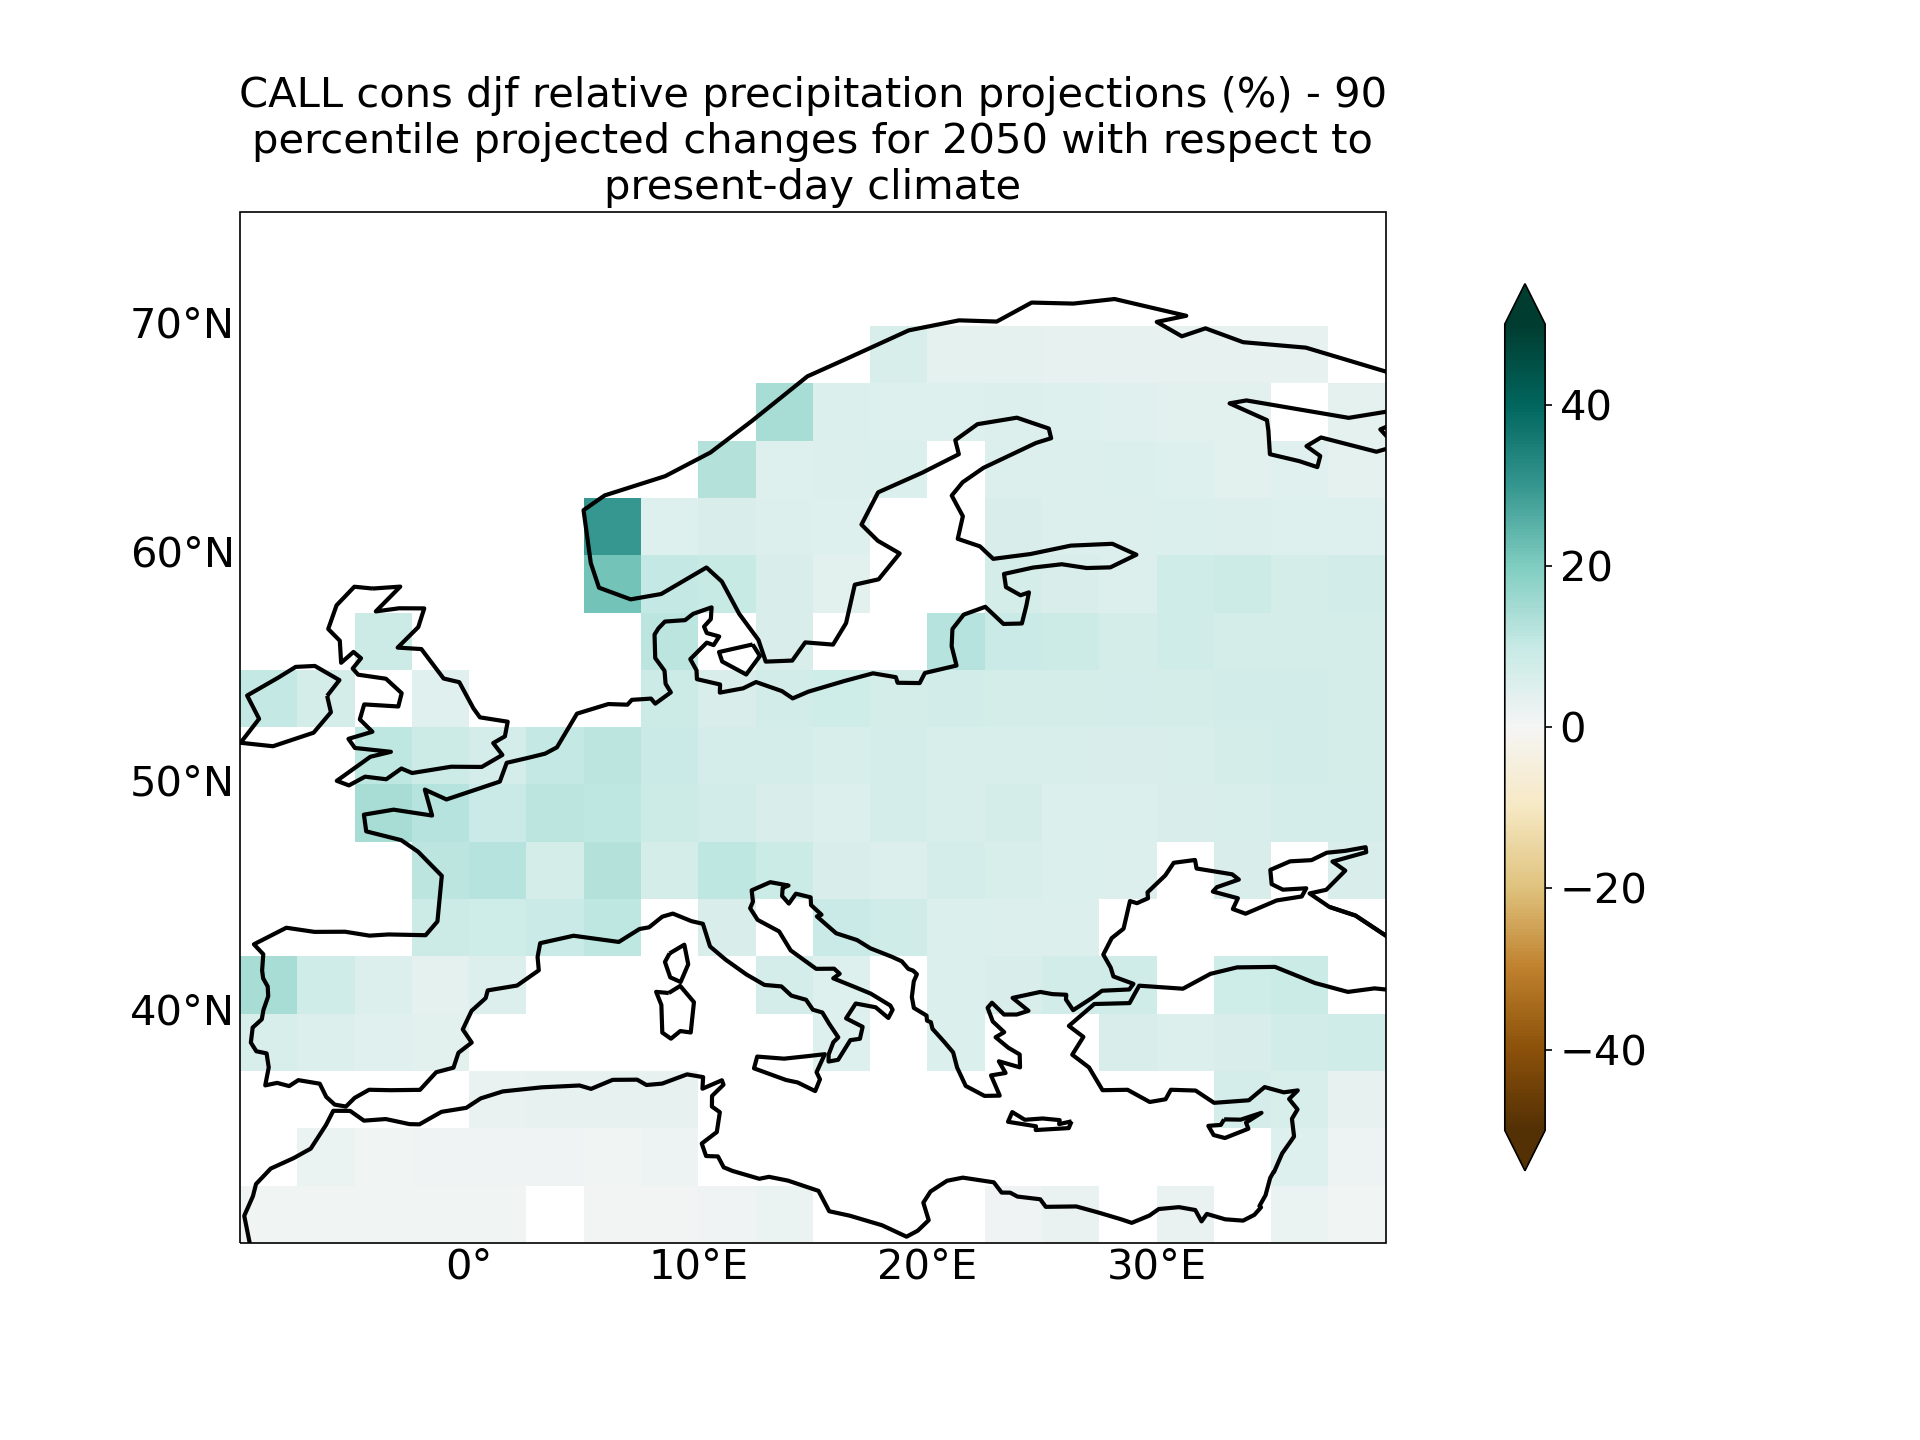 CALL cons djf relative precipitation projections (%) - 90
percentile projected changes for 2050 with respect to
present-day climate
70°N
60°N
50°N
40°N
0°
10°E
20°E
30°E
40
20
0
−20
−40